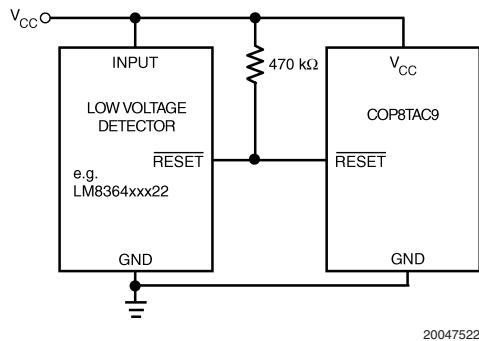 VCC
INPUT
LOW VOLTAGE
DETECTOR
RESET
e.g.
LM8364xxx22
GND
470 kΩ
VCC
COP8TAC9
RESET
GND
20047522